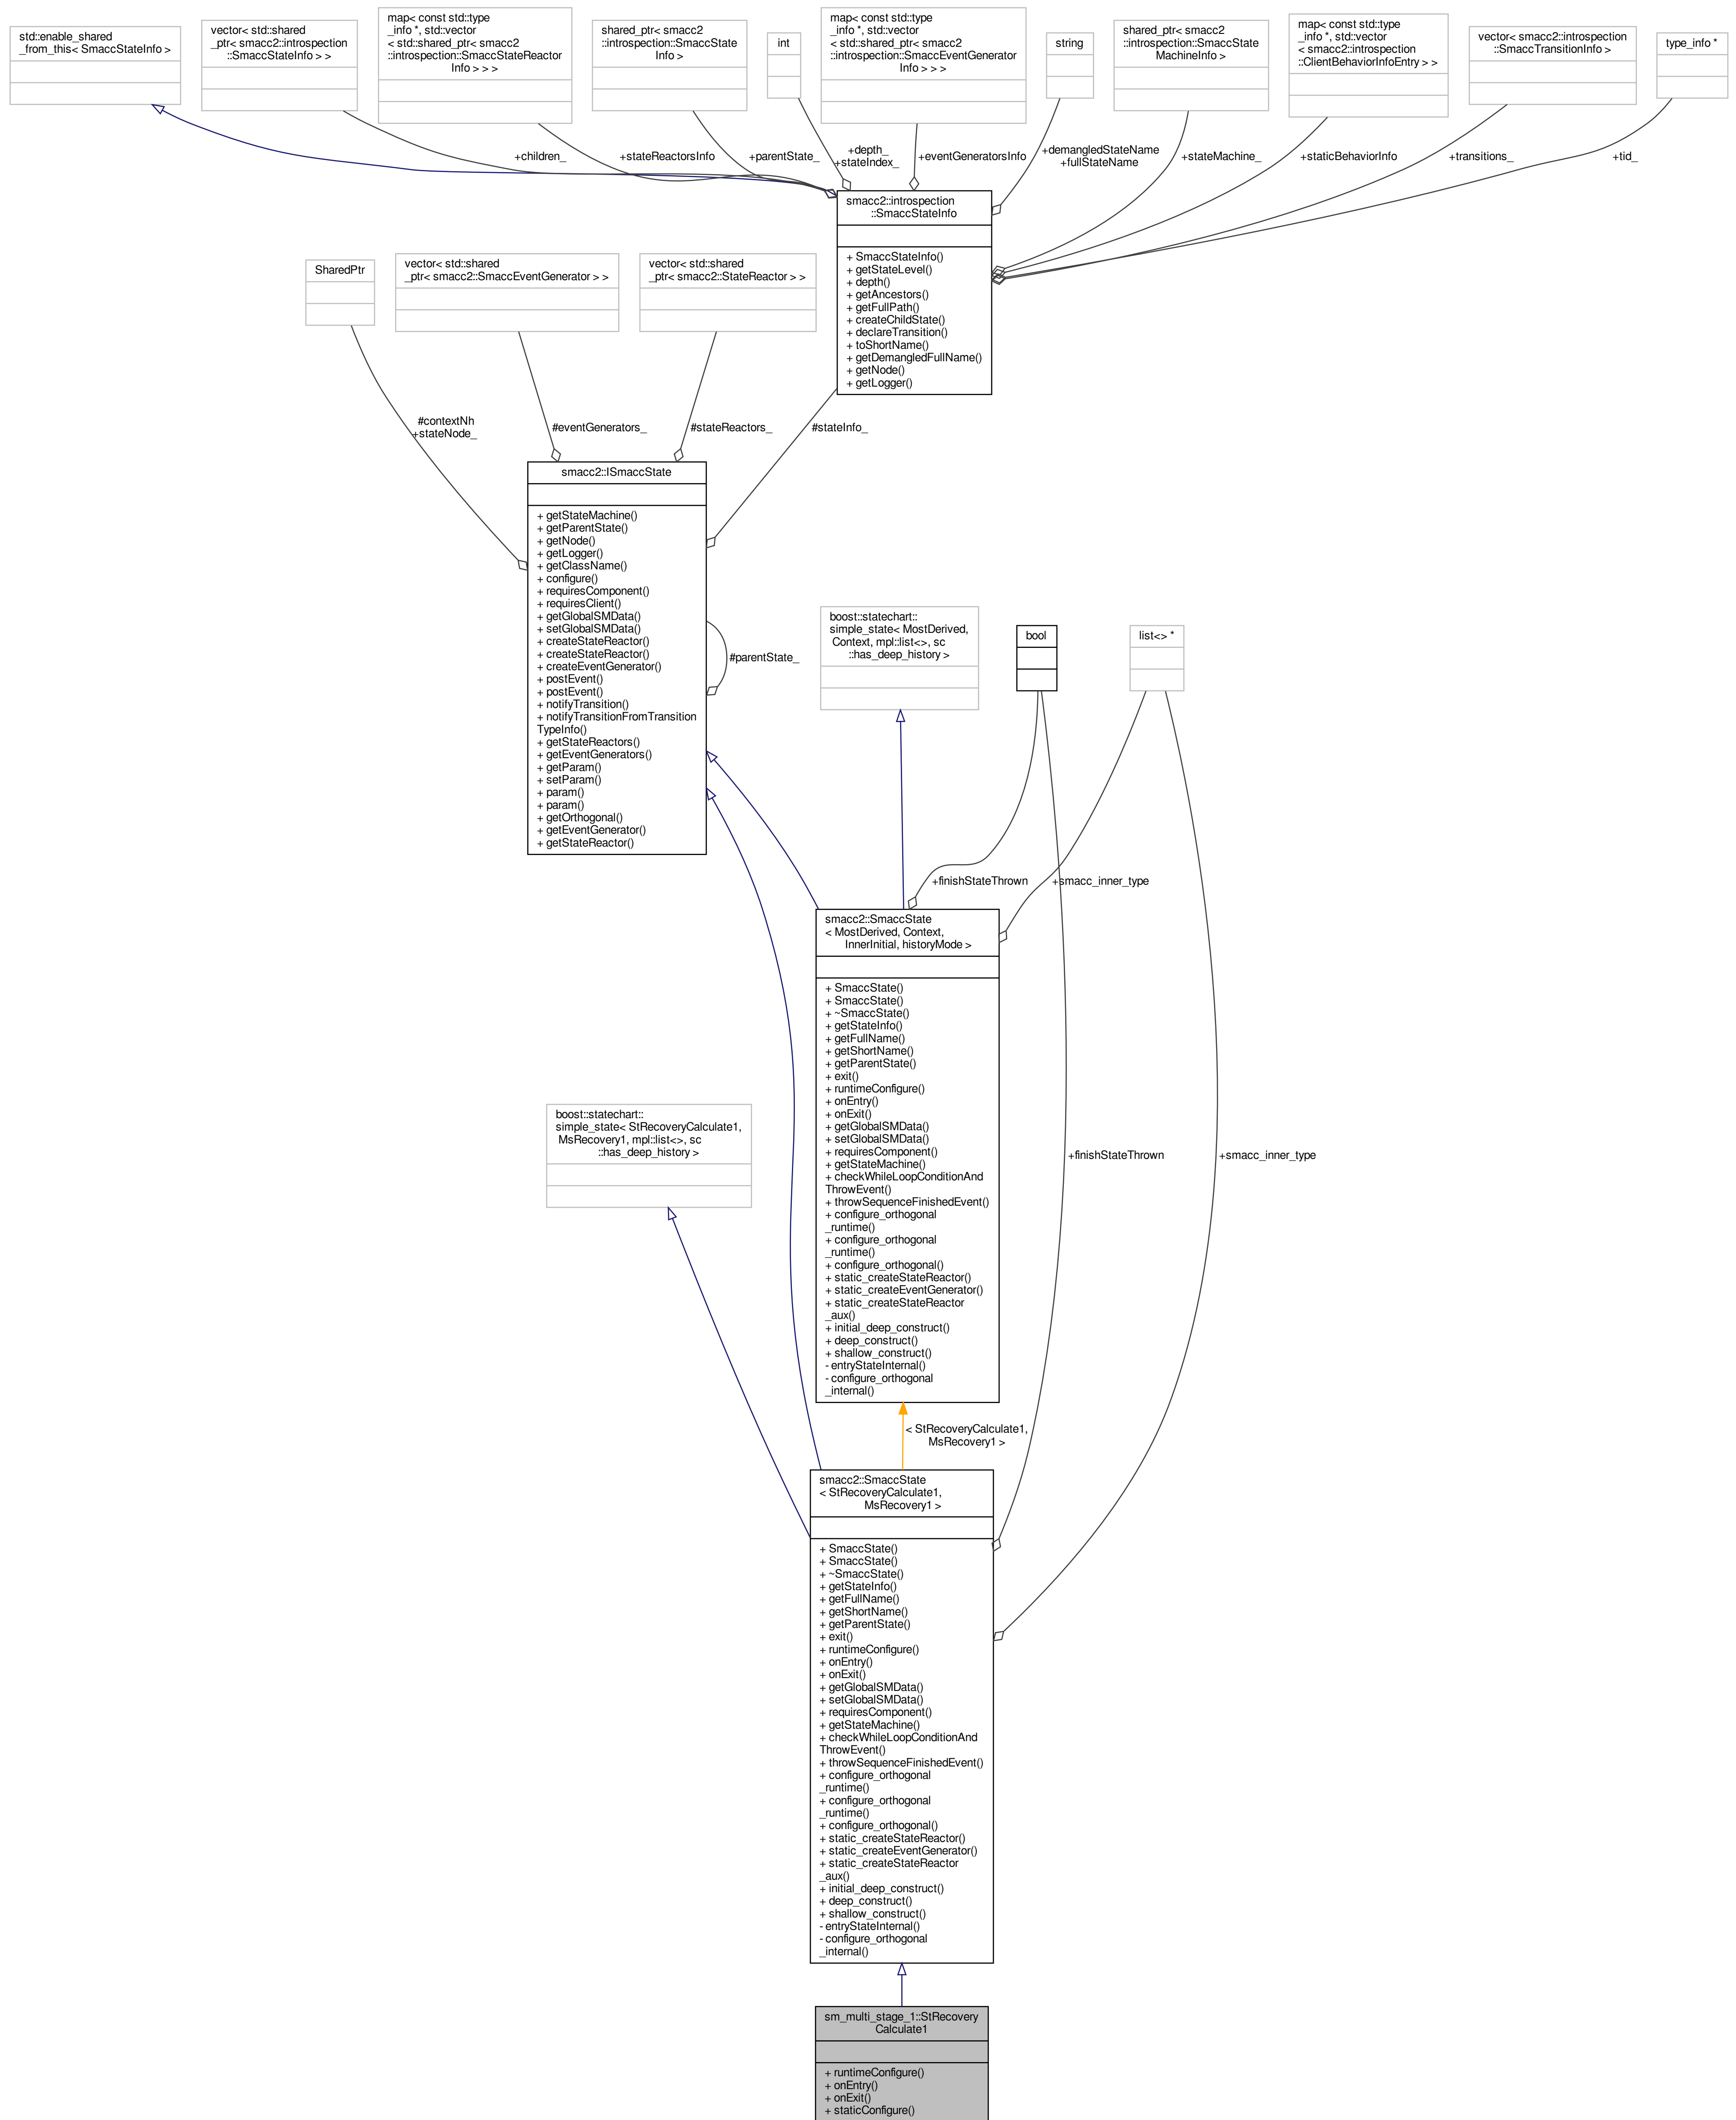 std::enable_shared
_from_this< SmaccStateInfo >
vector< std::shared
_ptr< smacc2::introspection
::SmaccStateInfo > >
map< const std::type
_info *, std::vector
< std::shared_ptr< smacc2
::introspection::SmaccStateReactor
Info > > >
shared_ptr< smacc2
::introspection::SmaccState
Info >
int
map< const std::type
_info *, std::vector
< std::shared_ptr< smacc2
::introspection::SmaccEventGenerator
Info > > >
string
shared_ptr< smacc2
::introspection::SmaccState
MachineInfo >
map< const std::type
_info *, std::vector
< smacc2::introspection
::ClientBehaviorInfoEntry > >
vector< smacc2::introspection
::SmaccTransitionInfo >
type_info *
+children_
+stateReactorsInfo
+parentState_
+depth_
+stateIndex_
+eventGeneratorsInfo
+demangledStateName
+fullStateName
+stateMachine_
+staticBehaviorInfo
+transitions_
+tid_
smacc2::introspection
::SmaccStateInfo
+ SmaccStateInfo()
+ getStateLevel()
+ depth()
+ getAncestors()
+ getFullPath()
+ createChildState()
+ declareTransition()
+ toShortName()
+ getDemangledFullName()
+ getNode()
+ getLogger()
SharedPtr
vector< std::shared
_ptr< smacc2::SmaccEventGenerator > >
vector< std::shared
_ptr< smacc2::StateReactor > >
#contextNh
+stateNode_
#eventGenerators_
#stateReactors_
#stateInfo_
smacc2::ISmaccState
+ getStateMachine()
+ getParentState()
+ getNode()
+ getLogger()
+ getClassName()
+ configure()
+ requiresComponent()
+ requiresClient()
+ getGlobalSMData()
+ setGlobalSMData()
+ createStateReactor()
+ createStateReactor()
+ createEventGenerator()
+ postEvent()
+ postEvent()
+ notifyTransition()
+ notifyTransitionFromTransition
TypeInfo()
+ getStateReactors()
+ getEventGenerators()
+ getParam()
+ setParam()
+ param()
+ param()
+ getOrthogonal()
+ getEventGenerator()
+ getStateReactor()
#parentState_
boost::statechart::
simple_state< MostDerived,
Context, mpl::list<>, sc
::has_deep_history >
bool
list<> *
+finishStateThrown
+smacc_inner_type
smacc2::SmaccState
< MostDerived, Context,
InnerInitial, historyMode >
+ SmaccState()
+ SmaccState()
+ ~SmaccState()
+ getStateInfo()
+ getFullName()
+ getShortName()
+ getParentState()
+ exit()
+ runtimeConfigure()
+ onEntry()
+ onExit()
+ getGlobalSMData()
+ setGlobalSMData()
+ requiresComponent()
+ getStateMachine()
+ checkWhileLoopConditionAnd
ThrowEvent()
+ throwSequenceFinishedEvent()
+ configure_orthogonal
_runtime()
+ configure_orthogonal
_runtime()
+ configure_orthogonal()
+ static_createStateReactor()
+ static_createEventGenerator()
+ static_createStateReactor
_aux()
+ initial_deep_construct()
+ deep_construct()
+ shallow_construct()
- entryStateInternal()
- configure_orthogonal
_internal()
boost::statechart::
simple_state< StRecoveryCalculate1,
MsRecovery1, mpl::list<>, sc
::has_deep_history >
+finishStateThrown
+smacc_inner_type
< StRecoveryCalculate1,
MsRecovery1 >
smacc2::SmaccState
< StRecoveryCalculate1,
MsRecovery1 >
+ SmaccState()
+ SmaccState()
+ ~SmaccState()
+ getStateInfo()
+ getFullName()
+ getShortName()
+ getParentState()
+ exit()
+ runtimeConfigure()
+ onEntry()
+ onExit()
+ getGlobalSMData()
+ setGlobalSMData()
+ requiresComponent()
+ getStateMachine()
+ checkWhileLoopConditionAnd
ThrowEvent()
+ throwSequenceFinishedEvent()
+ configure_orthogonal
_runtime()
+ configure_orthogonal
_runtime()
+ configure_orthogonal()
+ static_createStateReactor()
+ static_createEventGenerator()
+ static_createStateReactor
_aux()
+ initial_deep_construct()
+ deep_construct()
+ shallow_construct()
- entryStateInternal()
- configure_orthogonal
_internal()
sm_multi_stage_1::StRecovery
Calculate1
+ runtimeConfigure()
+ onEntry()
+ onExit()
+ staticConfigure()